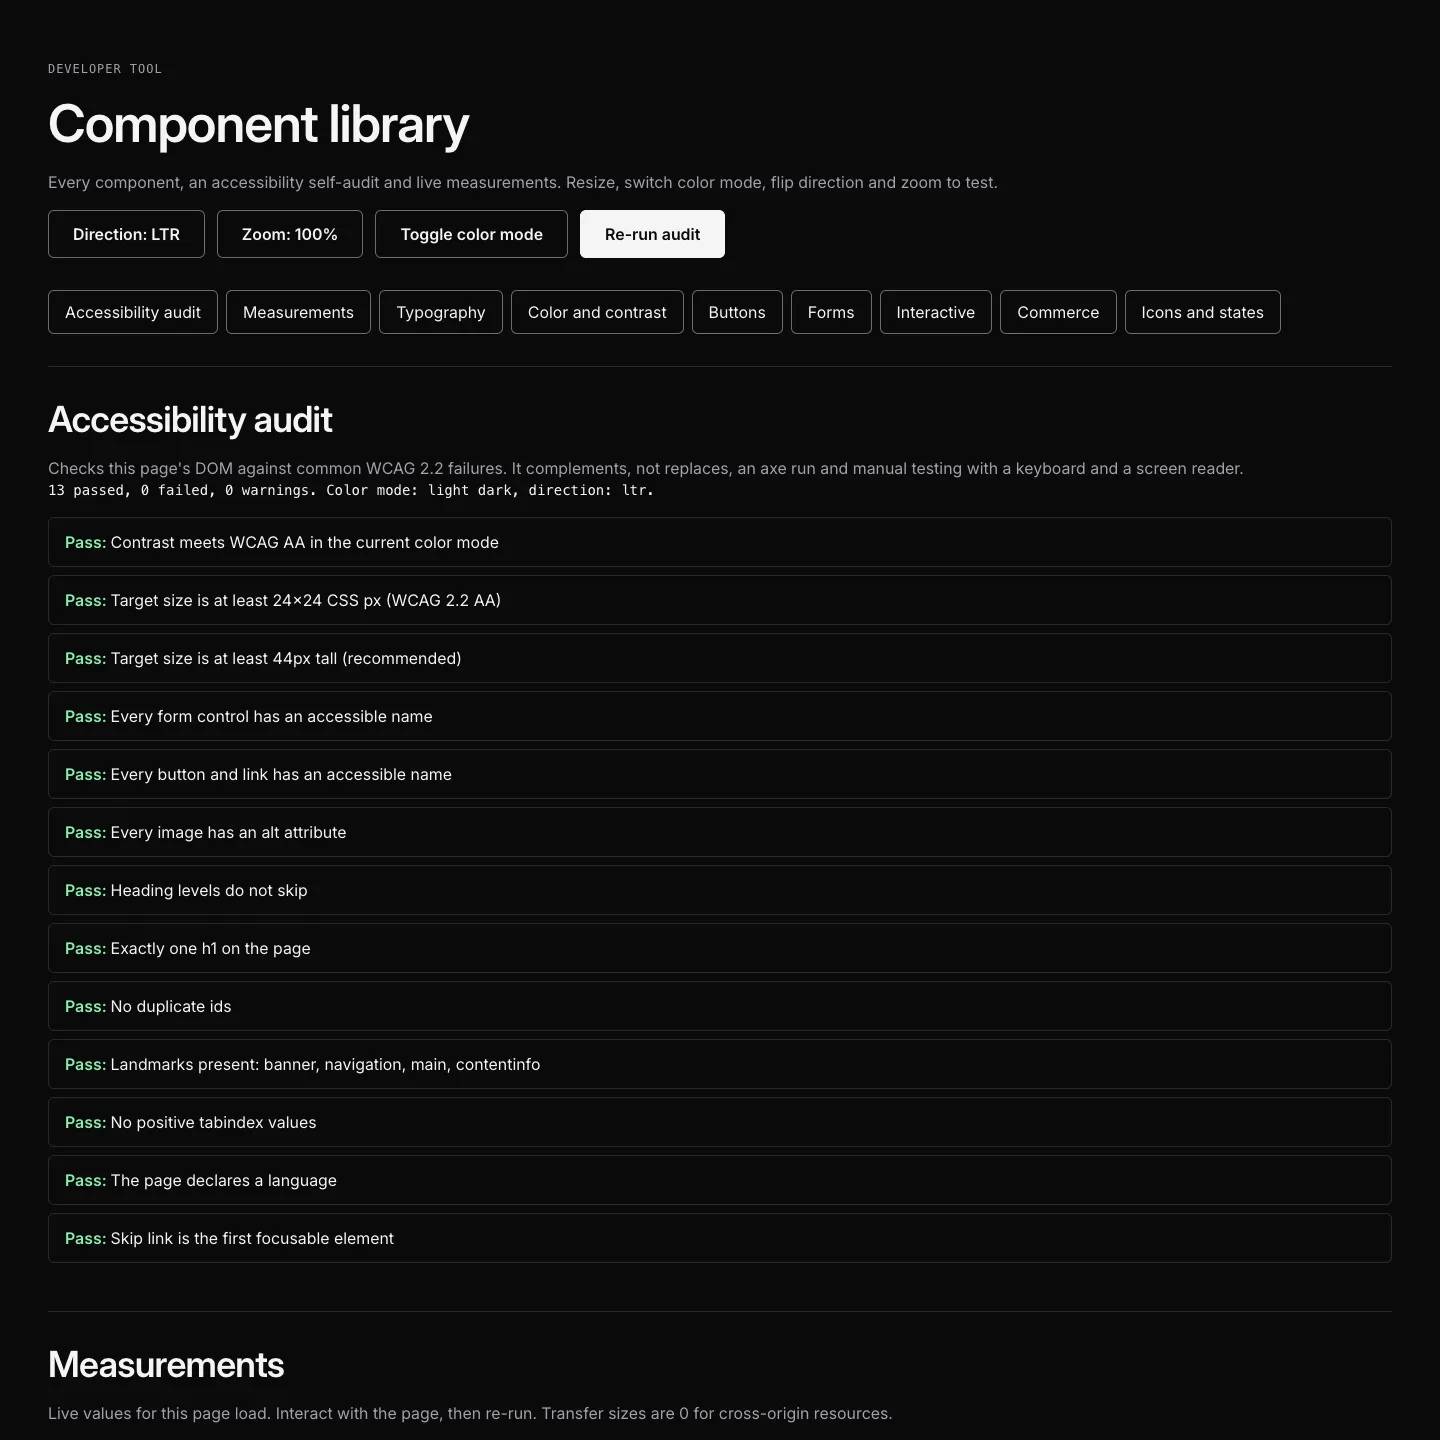 DEVELOPER TOOL
Component library
Every component, an accessibility self-audit and live measurements. Resize, switch color mode, flip direction and zoom to test.
Direction: LTR
Zoom: 100%
Toggle color mode
Re-run audit
Accessibility audit
Measurements
Typography
Color and contrast
Buttons
Forms
Interactive
Commerce
Icons and states
Accessibility audit
Checks this page's DOM against common WCAG 2.2 failures. It complements, not replaces, an axe run and manual testing with a keyboard and a screen reader.
13 passed, 0 failed, 0 warnings. Color mode: light dark, direction: ltr.
Pass: Contrast meets WCAG AA in the current color mode
Pass: Target size is at least 24×24 CSS px (WCAG 2.2 AA)
Pass: Target size is at least 44px tall (recommended)
Pass: Every form control has an accessible name
Pass: Every button and link has an accessible name
Pass: Every image has an alt attribute
Pass: Heading levels do not skip
Pass: Exactly one h1 on the page
Pass: No duplicate ids
Pass: Landmarks present: banner, navigation, main, contentinfo
Pass: No positive tabindex values
Pass: The page declares a language
Pass: Skip link is the first focusable element
Measurements
Live values for this page load. Interact with the page, then re-run. Transfer sizes are 0 for cross-origin resources.